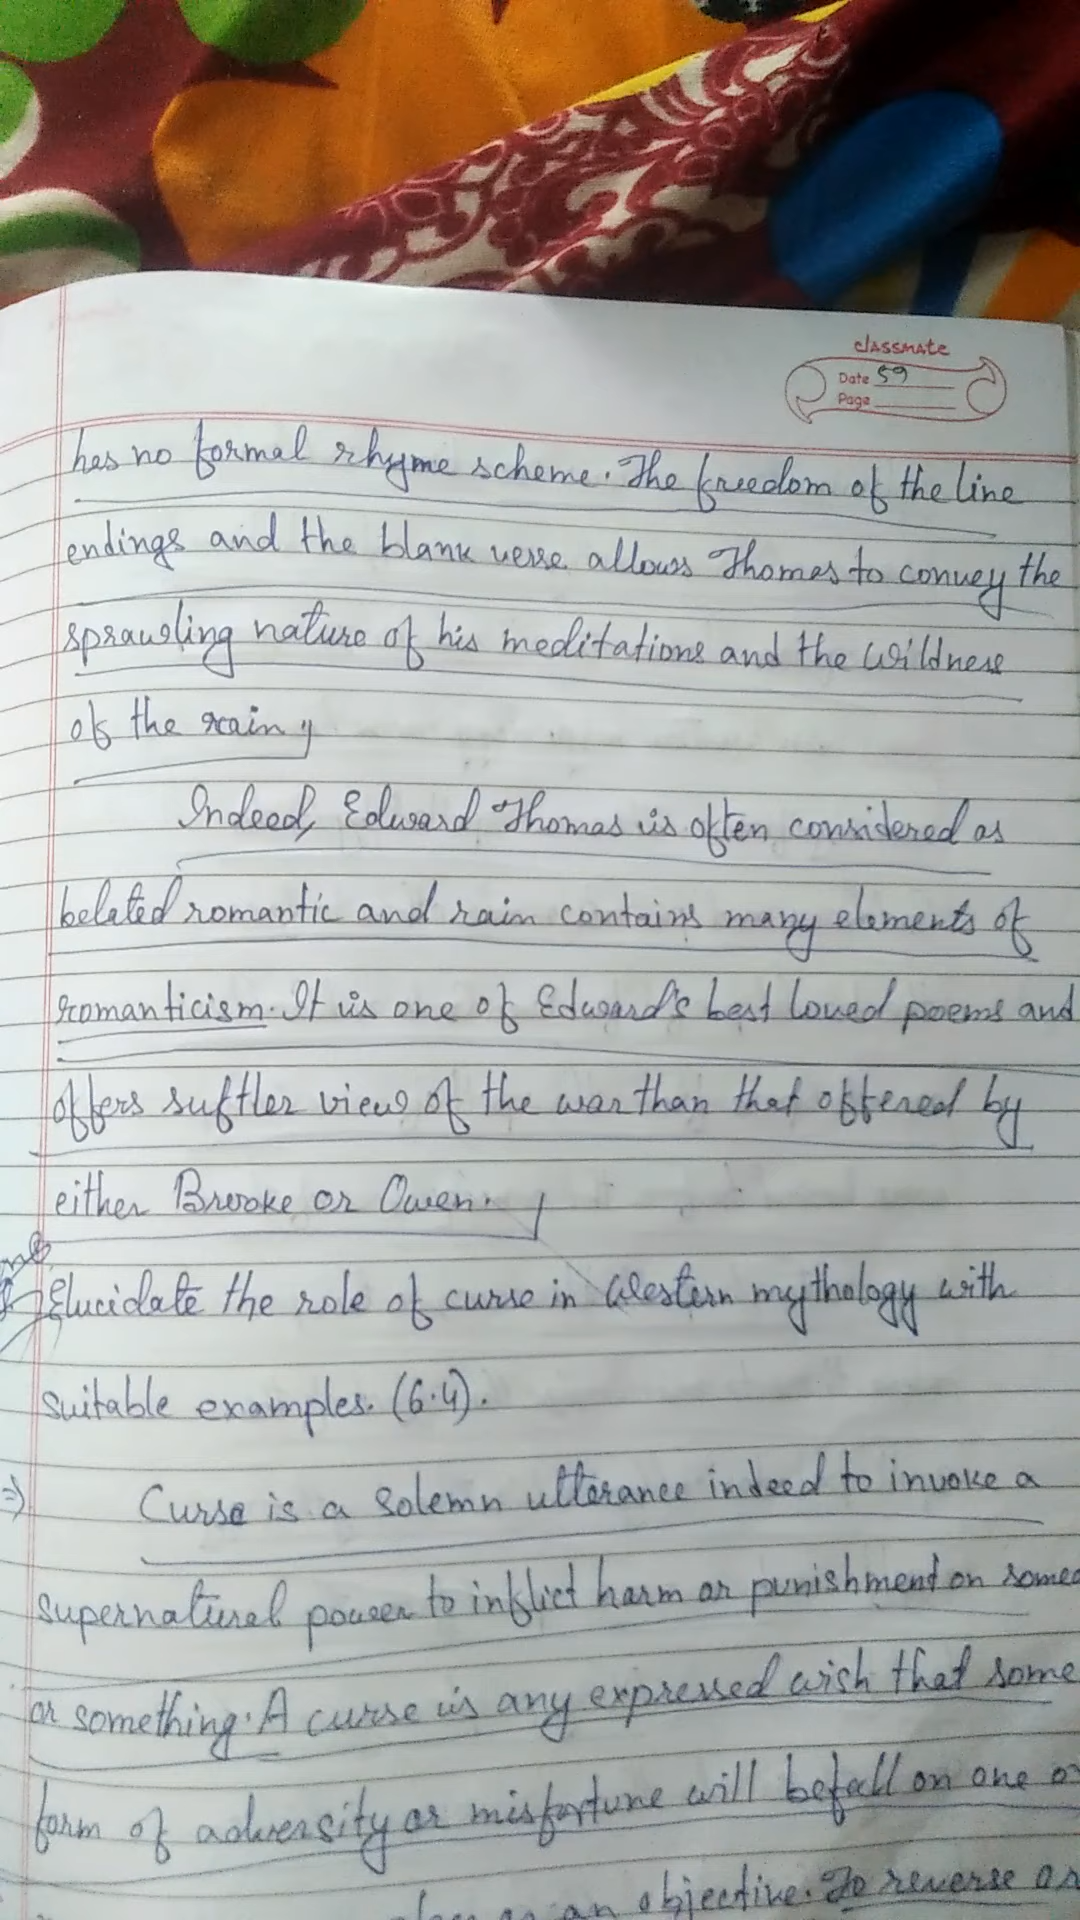 classmate
Date 59
Page
has no formal rhyme scheme. The freedom of the line
endings and the blank verse allows Thomas to convey the
sprawling nature of his meditations and the wildness
of the rain
Indeed, Edward Thomas is often considered as
belated romantic and rain contains many elements of
romanticism. It is one of Edward's best loved poems and
offers suftler view of the war than that offered by
either Brooke or Owen.
Elucidate the role of curse in Western mythology with
suitable examples. (6.4).
⇒ Curse is a solemn utterance indeed to invoke a
supernatural power to inflict harm or punishment on some
or something. A curse is any expressed wish that some
form of adversity or misfortune will befall on one
an objective. To reverse or